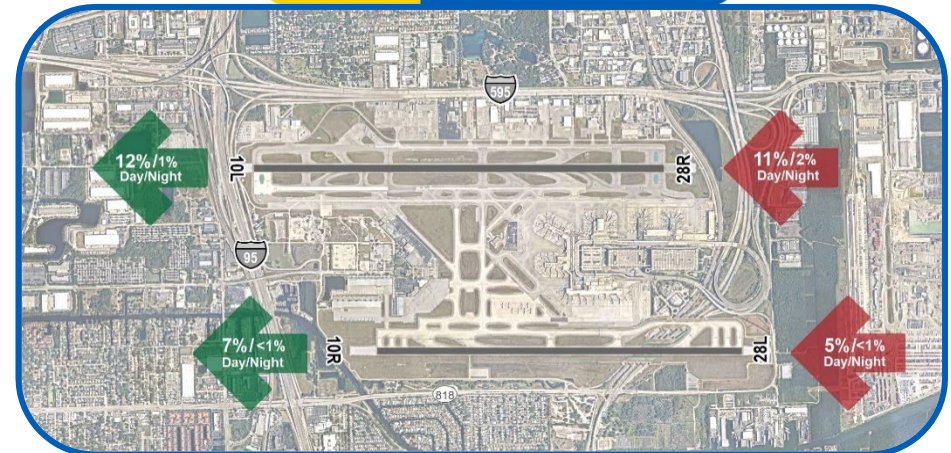 595
12%/1%
Day/Night
10L
28R
11%/2%
Day/Night
95
7%/<1%
Day/Night
10R
28L
5%/<1%
Day/Night
818